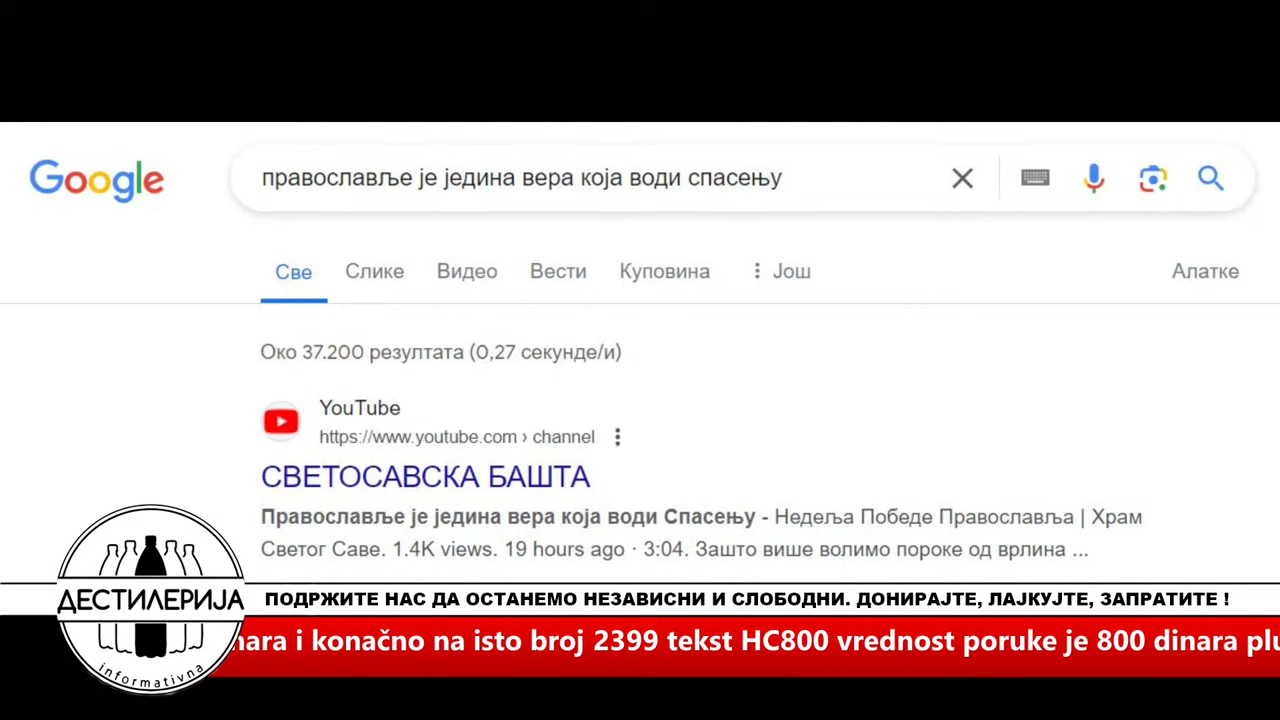 Google
православље је једина вера која води спасењу
Све Слике Видео Вести Куповина Још Алатке
Око 37.200 резултата (0,27 секунде/и)
YouTube
https://www.youtube.com › channel
СВЕТОСАВСКА БАШТА
Православље је једина вера која води Спасењу - Недеља Победе Православља | Храм
Светог Саве. 1.4K views. 19 hours ago · 3:04. Зашто више волимо пороке од врлина ...
ДЕСТИЛЕРИЈА
informativna
ПОДРЖИТЕ НАС ДА ОСТАНЕМО НЕЗАВИСНИ И СЛОБОДНИ. ДОНИРАЈТЕ, ЛАЈКУЈТЕ, ЗАПРАТИТЕ !
i konačno na isto broj 2399 tekst HC800 vrednost poruke je 800 dinara